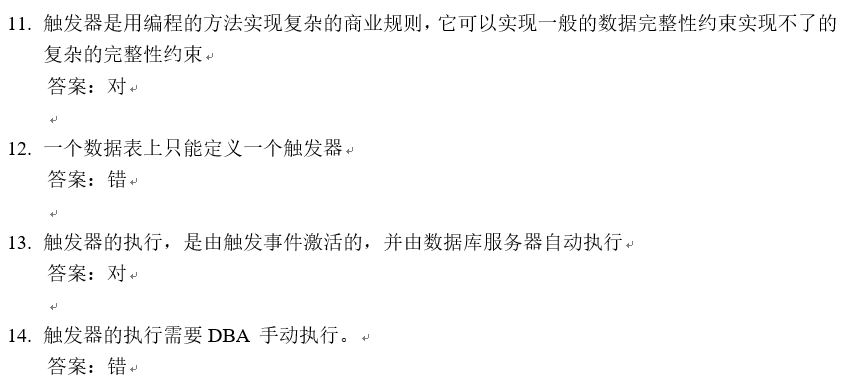 11. 触发器是用编程的方法实现复杂的商业规则，它可以实现一般的数据完整性约束实现不了的
复杂的完整性约束
答案：对
12. 一个数据表上只能定义一个触发器
答案：错
13. 触发器的执行，是由触发事件激活的，并由数据库服务器自动执行
答案：对
14. 触发器的执行需要 DBA 手动执行。
答案：错